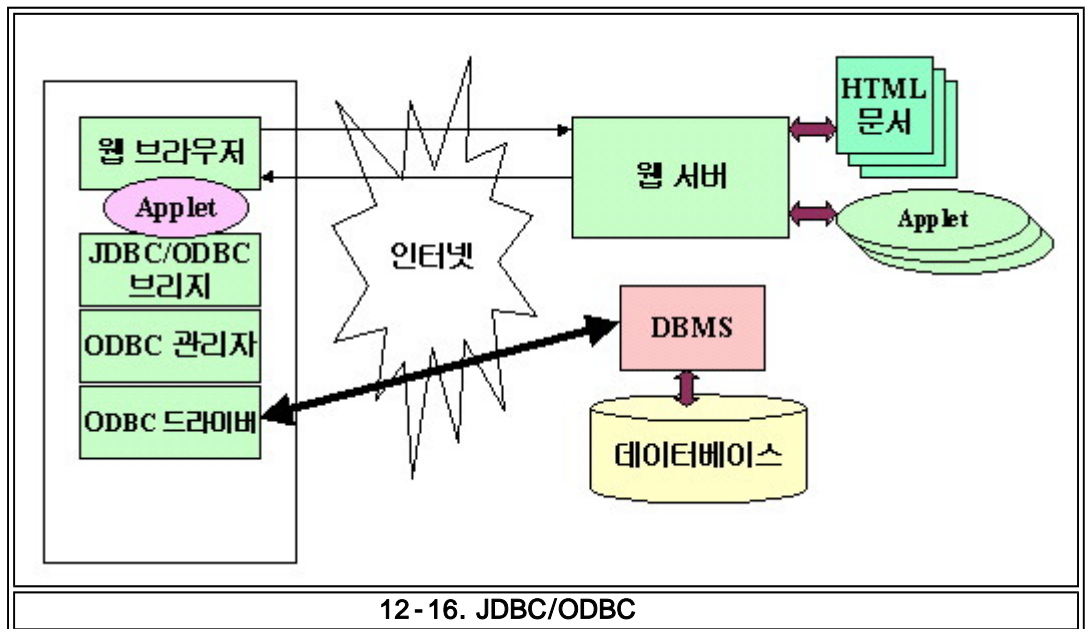 웹 브라우저
Applet
JDBC/ODBC
브리지
ODBC 관리자
ODBC 드라이버
인터넷
웹 서버
HTML
문서
Applet
DBMS
데이터베이스
12-16. JDBC/ODBC